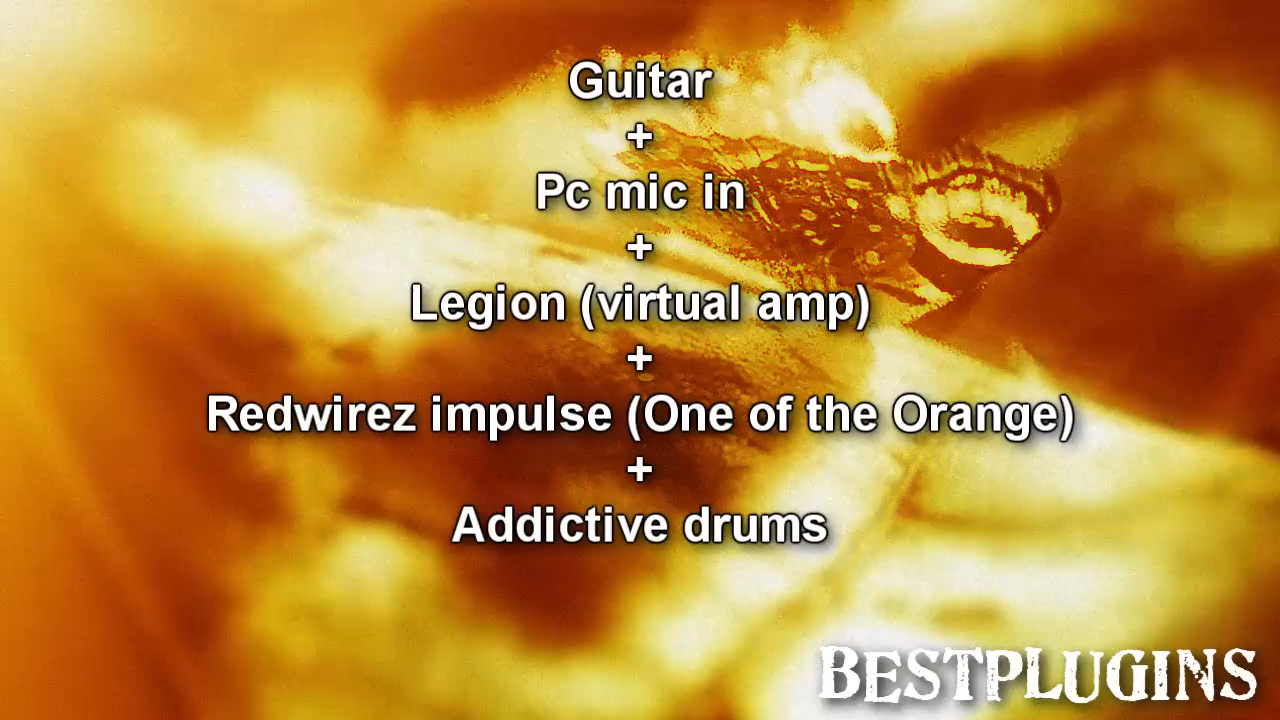 Guitar
+
Pc mic in
+
Legion (virtual amp)
+
Redwirez impulse (One of the Orange)
+
Addictive drums
BESTPLUGINS